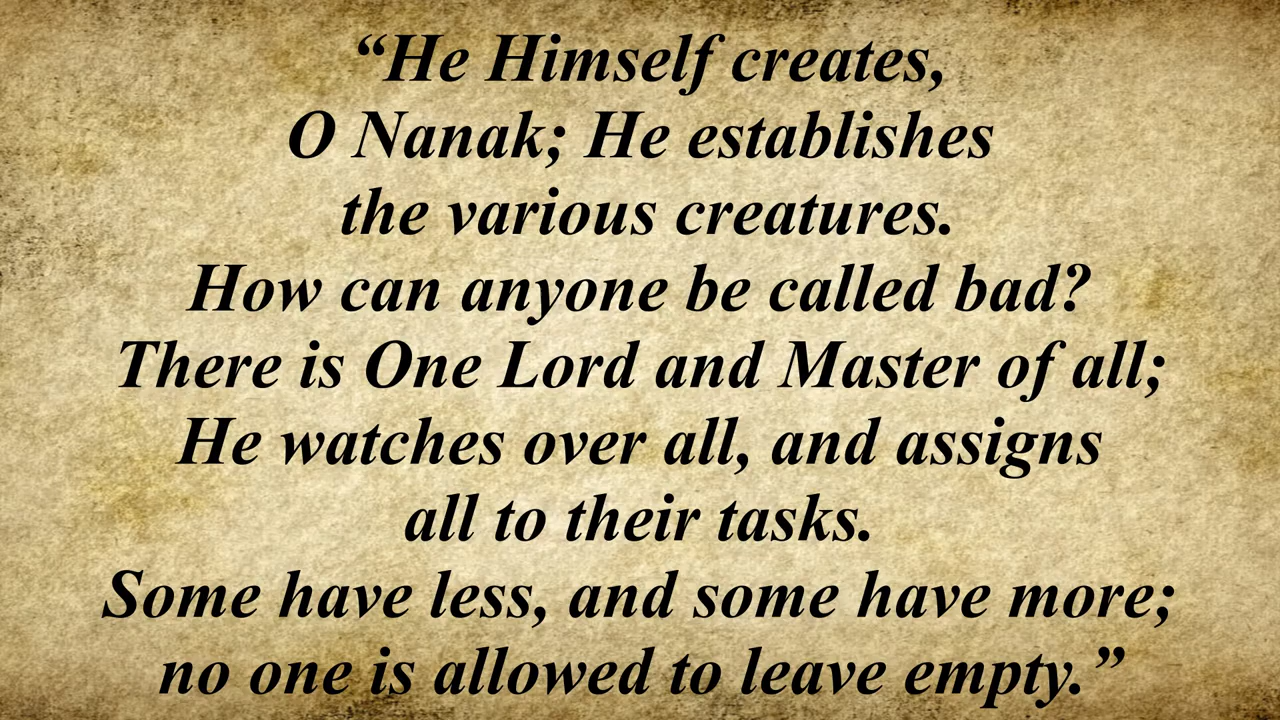 “He Himself creates,
O Nanak; He establishes
the various creatures.
How can anyone be called bad?
There is One Lord and Master of all;
He watches over all, and assigns
all to their tasks.
Some have less, and some have more;
no one is allowed to leave empty.”